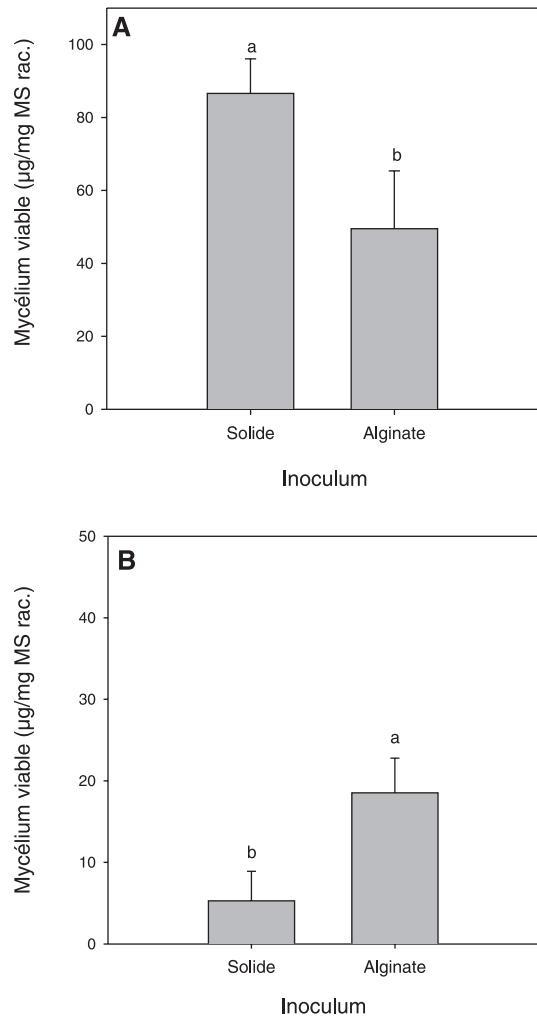 A
Mycélium viable (µg/mg MS rac.)
100
80
60
40
20
0
a
b
Solide
Alginate
Inoculum
B
Mycélium viable (µg/mg MS rac.)
50
40
30
20
10
0
b
a
Solide
Alginate
Inoculum